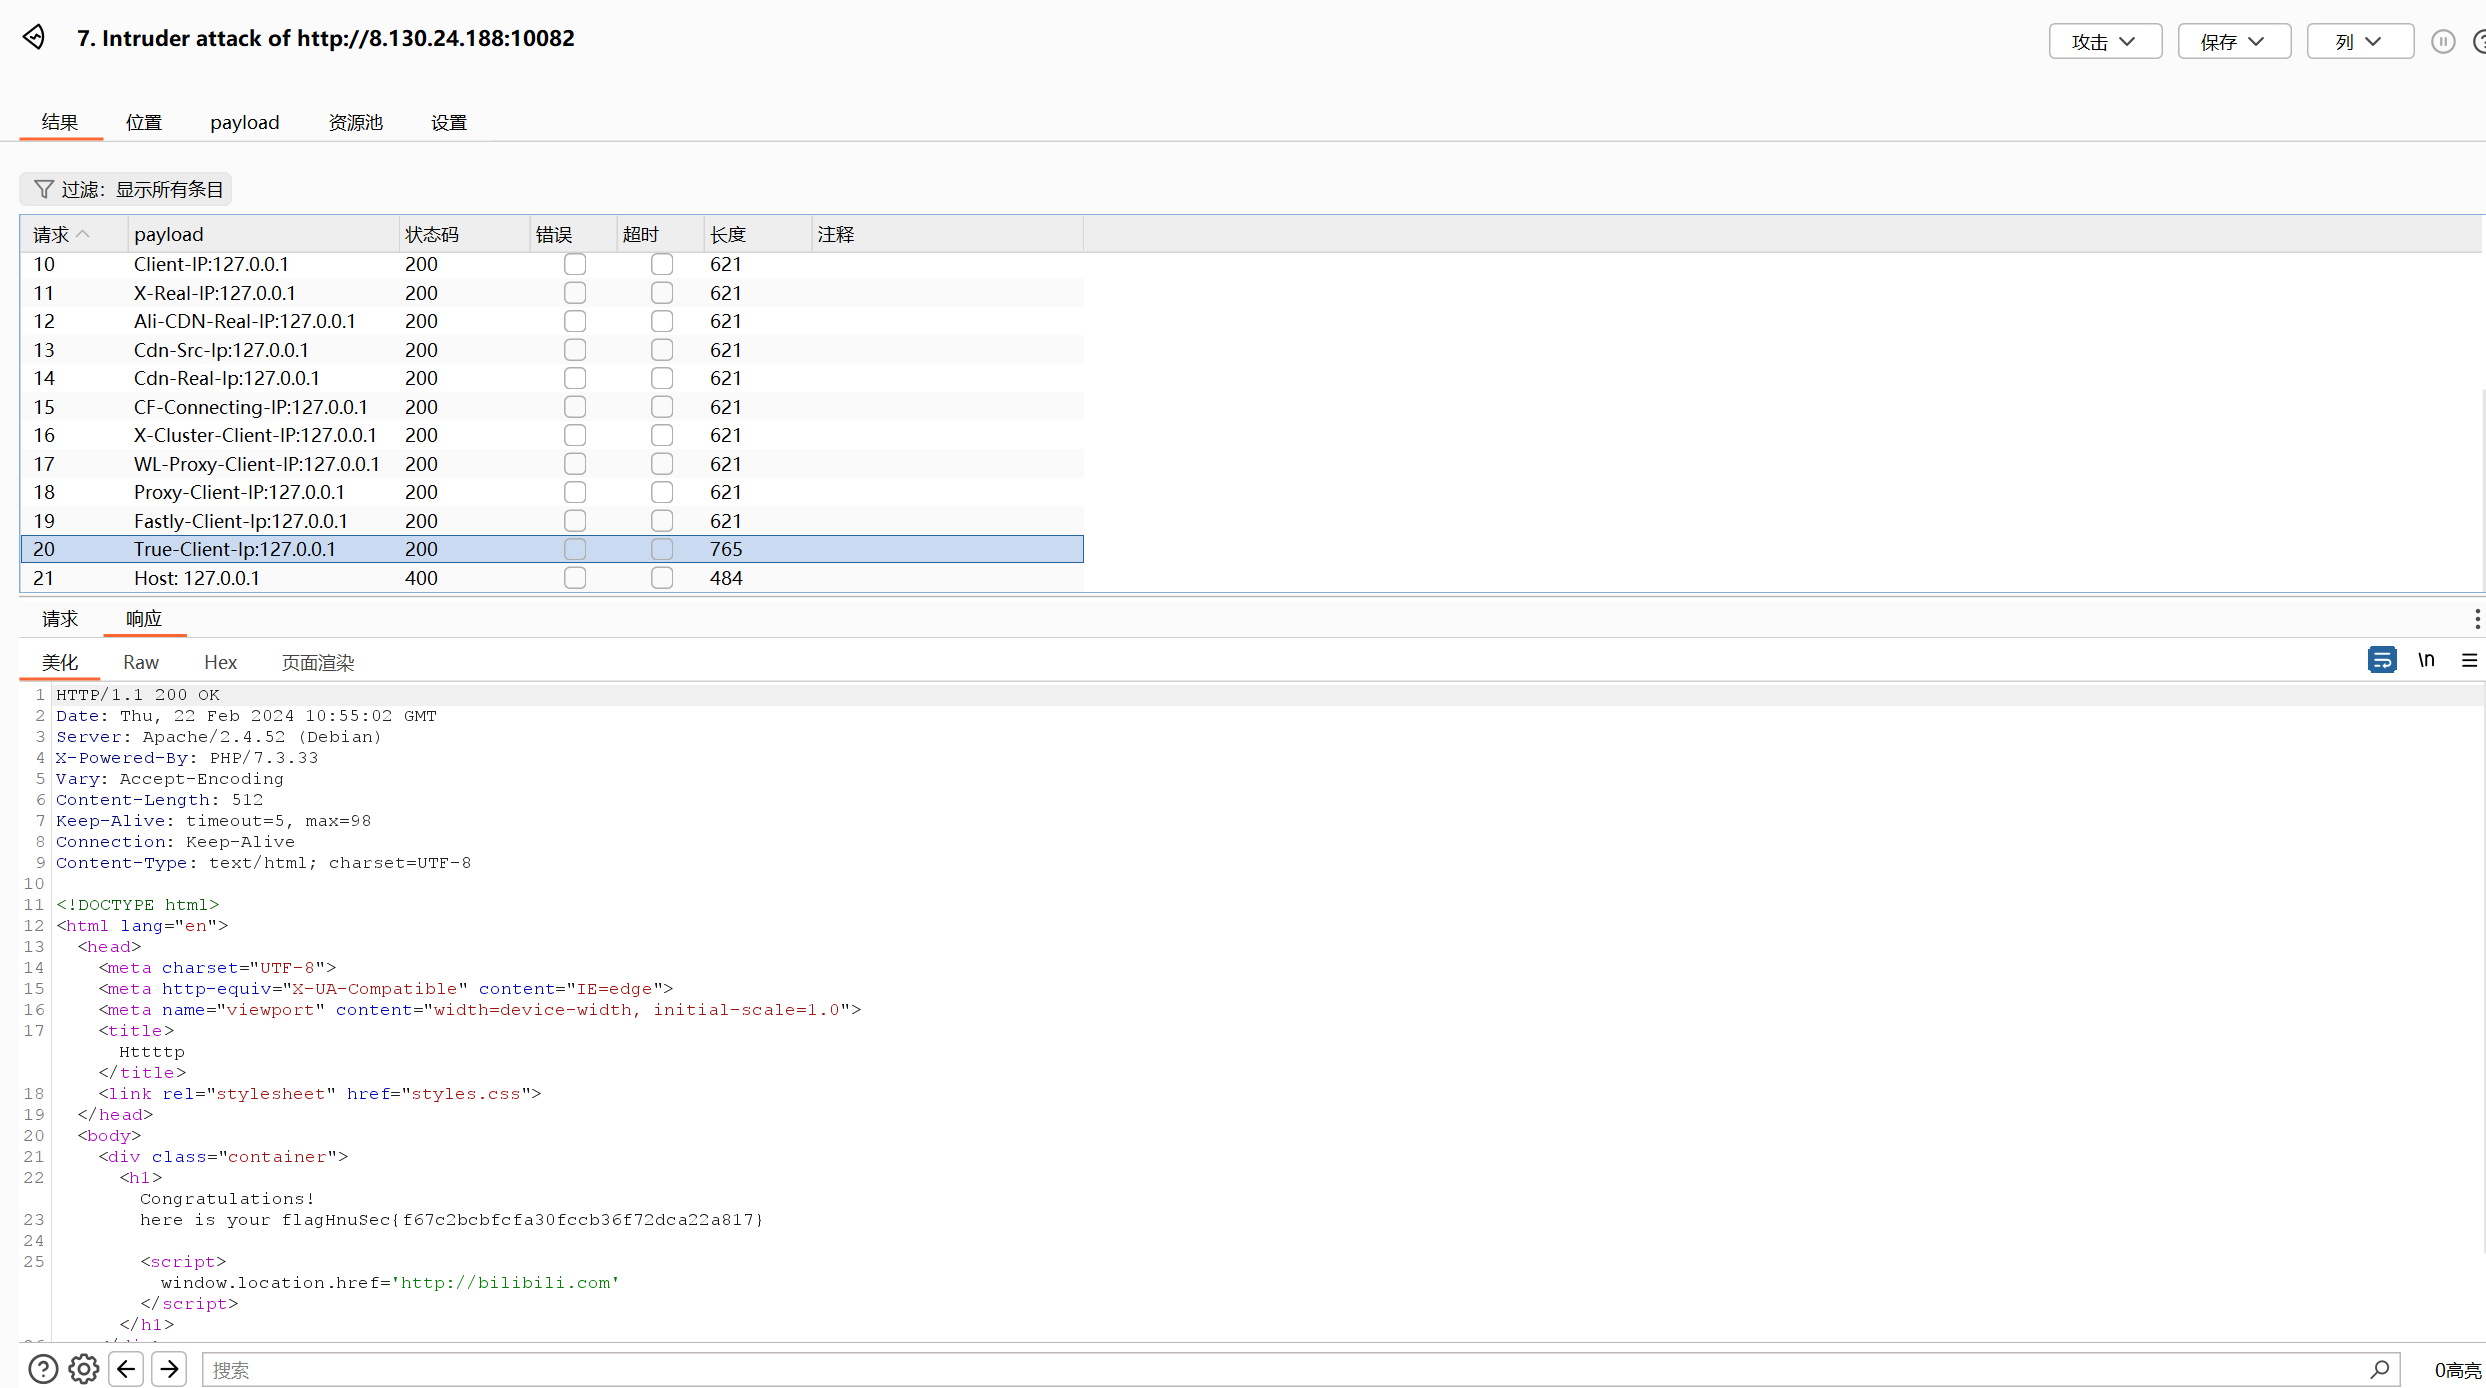 7. Intruder attack of http://8.130.24.188:10082
攻击 保存 列
结果 位置 payload 资源池 设置
过滤：显示所有条目
请求 payload 状态码 错误 超时 长度 注释
10 Client-IP:127.0.0.1 200 621
11 X-Real-IP:127.0.0.1 200 621
12 Ali-CDN-Real-IP:127.0.0.1 200 621
13 Cdn-Src-Ip:127.0.0.1 200 621
14 Cdn-Real-Ip:127.0.0.1 200 621
15 CF-Connecting-IP:127.0.0.1 200 621
16 X-Cluster-Client-IP:127.0.0.1 200 621
17 WL-Proxy-Client-IP:127.0.0.1 200 621
18 Proxy-Client-IP:127.0.0.1 200 621
19 Fastly-Client-Ip:127.0.0.1 200 621
20 True-Client-Ip:127.0.0.1 200 765
21 Host: 127.0.0.1 400 484
请求 响应
美化 Raw Hex 页面渲染 \n
1 HTTP/1.1 200 OK
2 Date: Thu, 22 Feb 2024 10:55:02 GMT
3 Server: Apache/2.4.52 (Debian)
4 X-Powered-By: PHP/7.3.33
5 Vary: Accept-Encoding
6 Content-Length: 512
7 Keep-Alive: timeout=5, max=98
8 Connection: Keep-Alive
9 Content-Type: text/html; charset=UTF-8
10
11 <!DOCTYPE html>
12 <html lang="en">
13 <head>
14 <meta charset="UTF-8">
15 <meta http-equiv="X-UA-Compatible" content="IE=edge">
16 <meta name="viewport" content="width=device-width, initial-scale=1.0">
17 <title>
Httttp
</title>
18 <link rel="stylesheet" href="styles.css">
19 </head>
20 <body>
21 <div class="container">
22 <h1>
Congratulations!
23 here is your flagHnuSec{f67c2bcbfcfa30fccb36f72dca22a817}
24
25 <script>
window.location.href='http://bilibili.com'
</script>
</h1>
搜索 0高亮